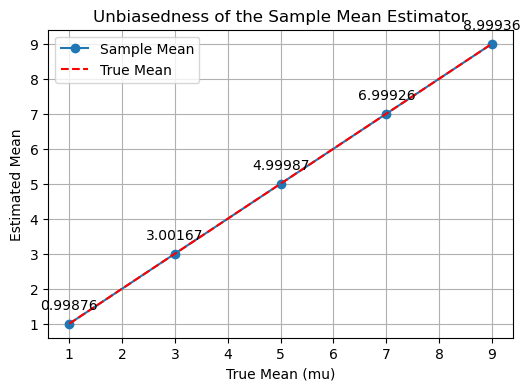 Unbiasedness of the Sample Mean Estimator
8.99936
9
Sample Mean
True Mean
8
6.99926
7
6
4.99987
5
4
3.00167
3
2
0.99876
1
Estimated Mean
1 2 3 4 5 6 7 8 9
True Mean (mu)